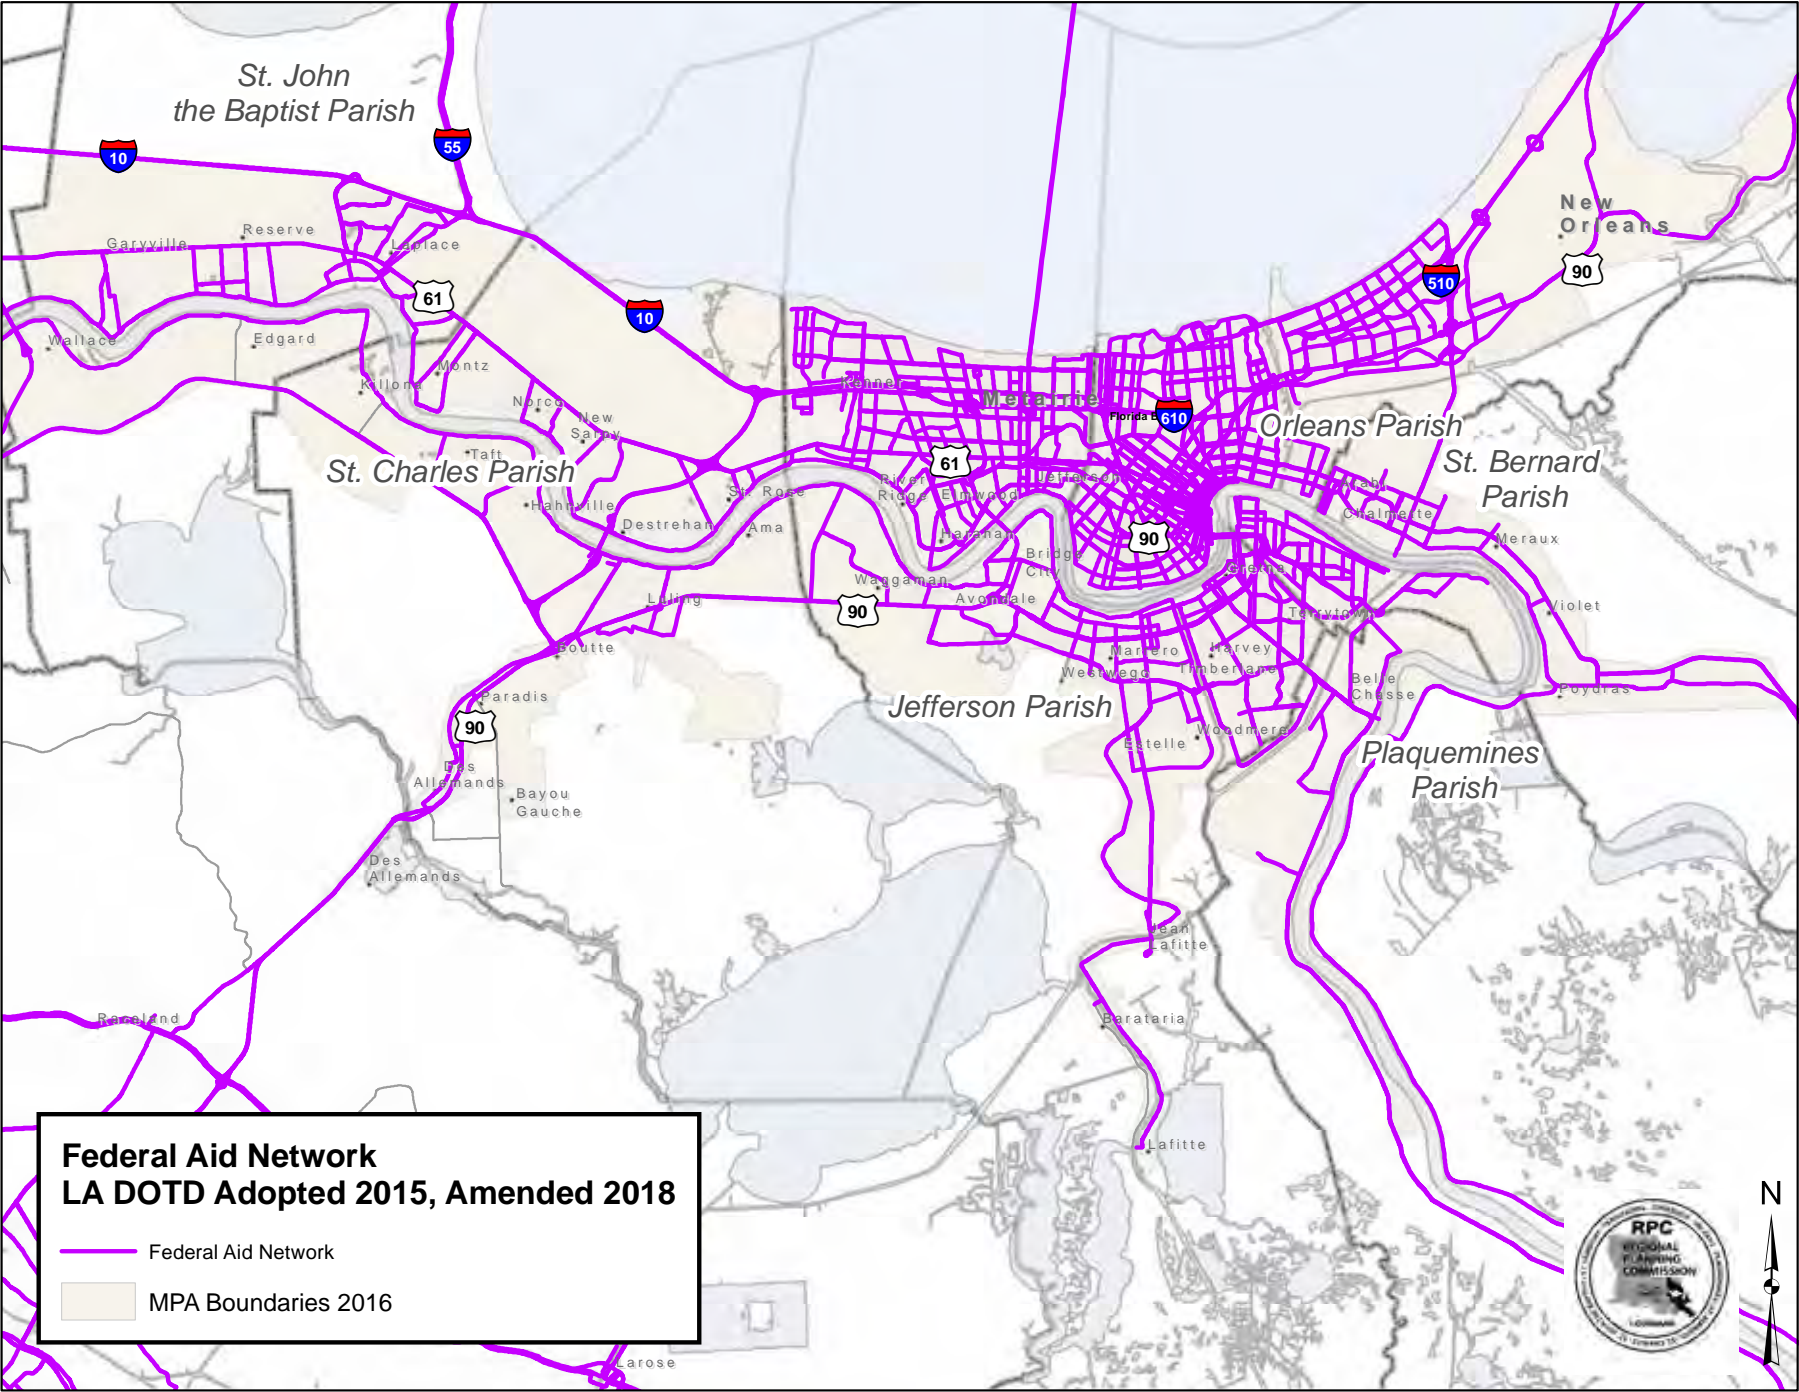 St. John
the Baptist Parish
55
10
New
Orleans
Reserve
Garyville
Laplace
90
510
61
10
Wallace
Edgard
Montz
Killona
Kenner
Metairie
Norco
New
Sarpy
Florida
610
Orleans Parish
Taft
St. Charles Parish
61
St. Bernard
Parish
River
Ridge
Elmwood
Jefferson
St. Rose
Arabi
Chalmette
Hahnville
Destrehan
Ama
Harahan
90
Meraux
Bridge
City
Gretna
Waggaman
Luling
90
Avondale
Terrytown
Violet
Boutte
Marrero
Harvey
Westwego
Timberlane
Belle
Chasse
Poydras
Paradis
Jefferson Parish
90
Estelle
Woodmere
Plaquemines
Parish
Des
Allemands
Bayou
Gauche
Des
Allemands
Jean
Lafitte
Raceland
Barataria
Lafitte
Federal Aid Network
LA DOTD Adopted 2015, Amended 2018
Federal Aid Network
MPA Boundaries 2016
Larose
N
RPC
REGIONAL
PLANNING
COMMISSION